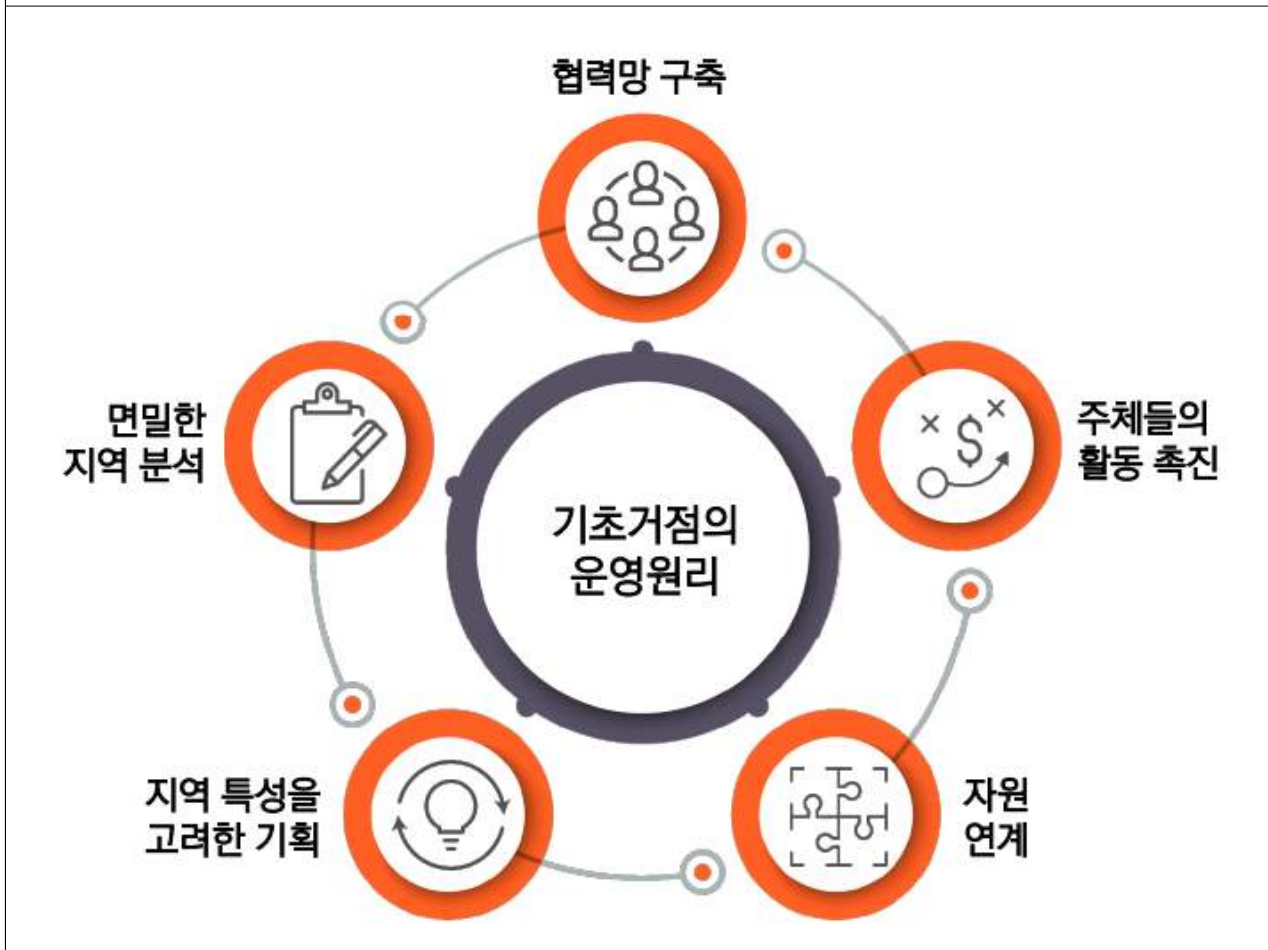 협력망 구축
면밀한
지역 분석
주체들의
활동 촉진
$
기초거점의
운영원리
지역 특성을
고려한 기획
자원
연계